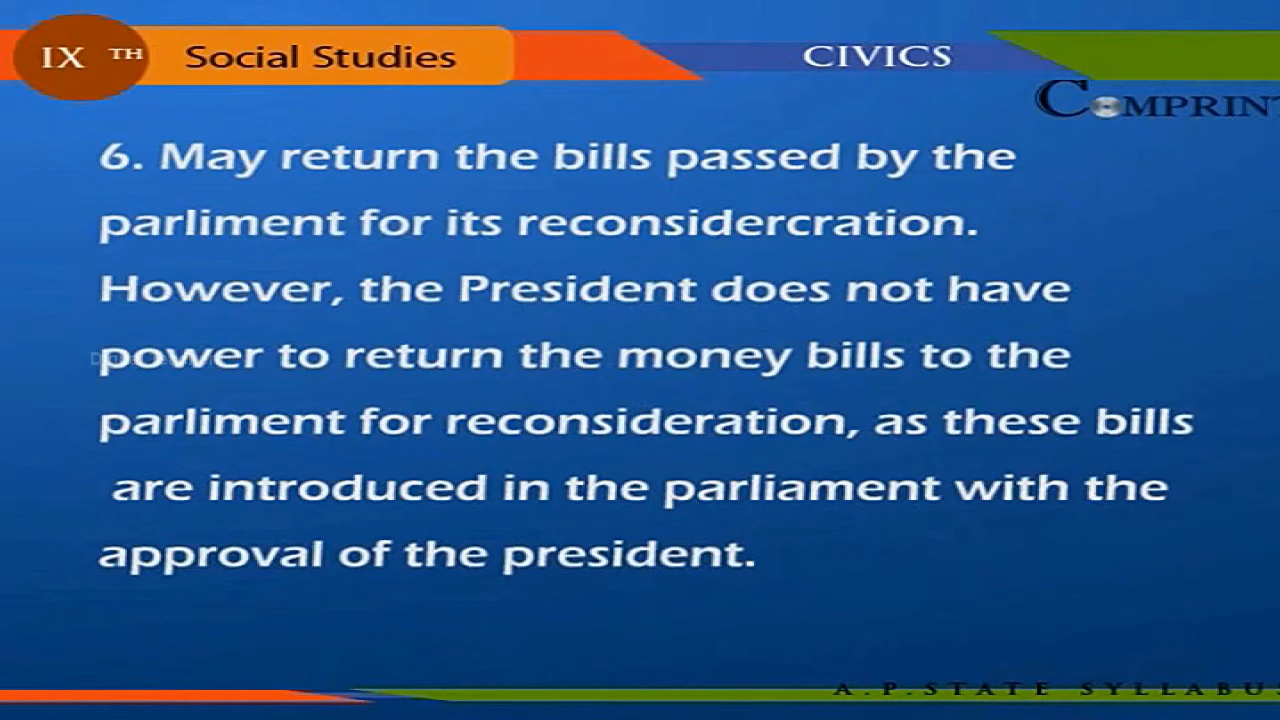 IX TH Social Studies CIVICS
COMPRINT
6. May return the bills passed by the
parliment for its reconsidercration.
However, the President does not have
power to return the money bills to the
parliment for reconsideration, as these bills
are introduced in the parliament with the
approval of the president.
A.P.STATE SYLLABUS